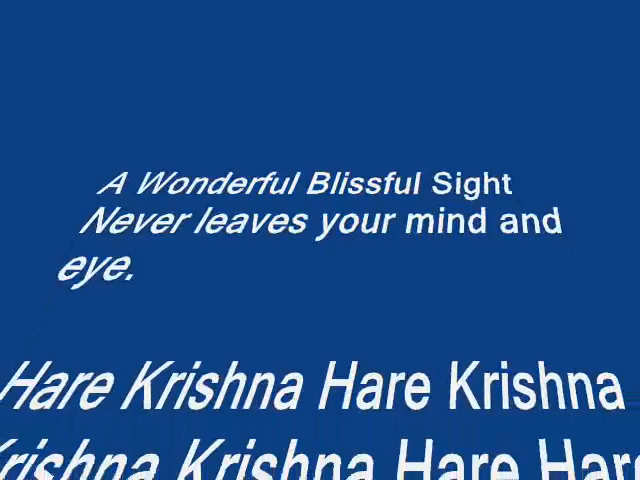 A Wonderful Blissful Sight
Never leaves your mind and
eye.
Hare Krishna Hare Krishna
Krishna Krishna Hare Hare